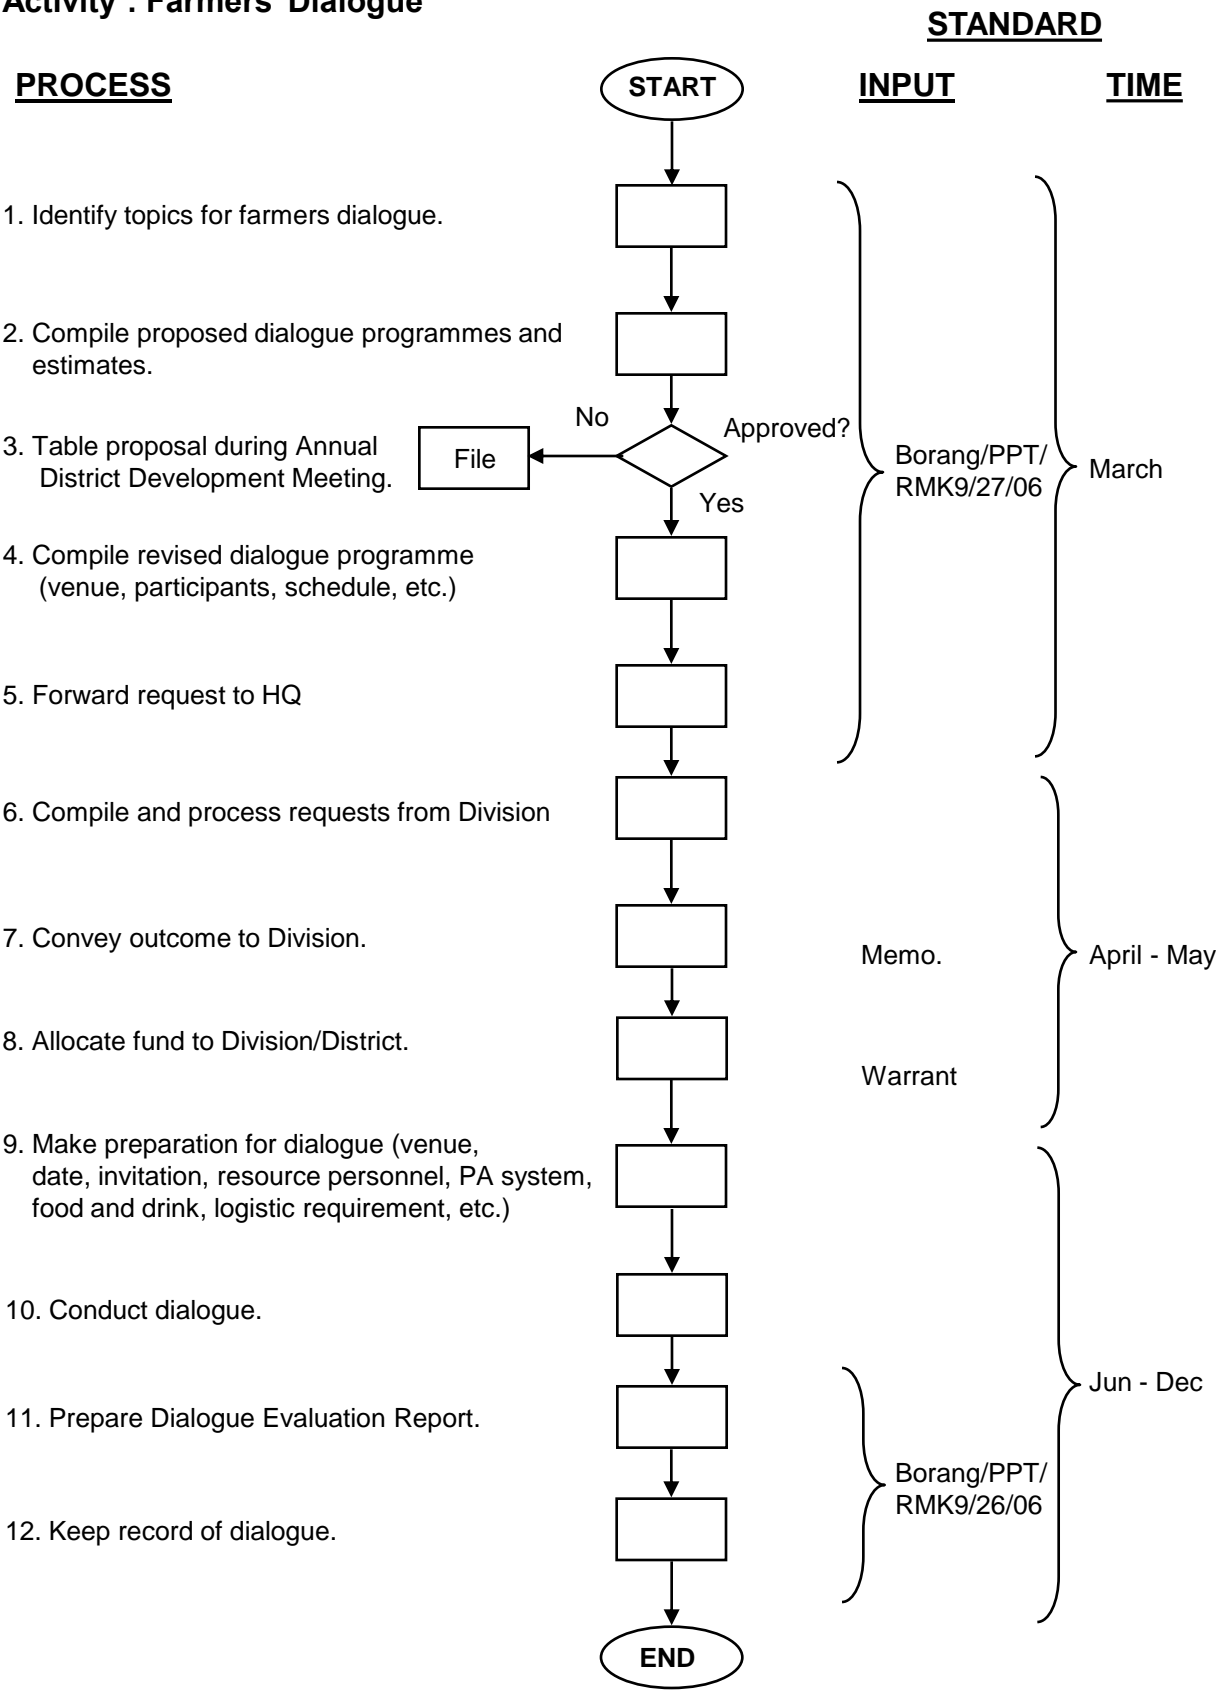 Activity : Farmers' Dialogue
STANDARD
PROCESS
START
INPUT
TIME
1. Identify topics for farmers dialogue.
2. Compile proposed dialogue programmes and
estimates.
No
Approved?
3. Table proposal during Annual
District Development Meeting.
File
Yes
Borang/PPT/
RMK9/27/06
March
4. Compile revised dialogue programme
(venue, participants, schedule, etc.)
5. Forward request to HQ
6. Compile and process requests from Division
7. Convey outcome to Division.
Memo.
April - May
8. Allocate fund to Division/District.
Warrant
9. Make preparation for dialogue (venue,
date, invitation, resource personnel, PA system,
food and drink, logistic requirement, etc.)
10. Conduct dialogue.
Jun - Dec
11. Prepare Dialogue Evaluation Report.
Borang/PPT/
RMK9/26/06
12. Keep record of dialogue.
END